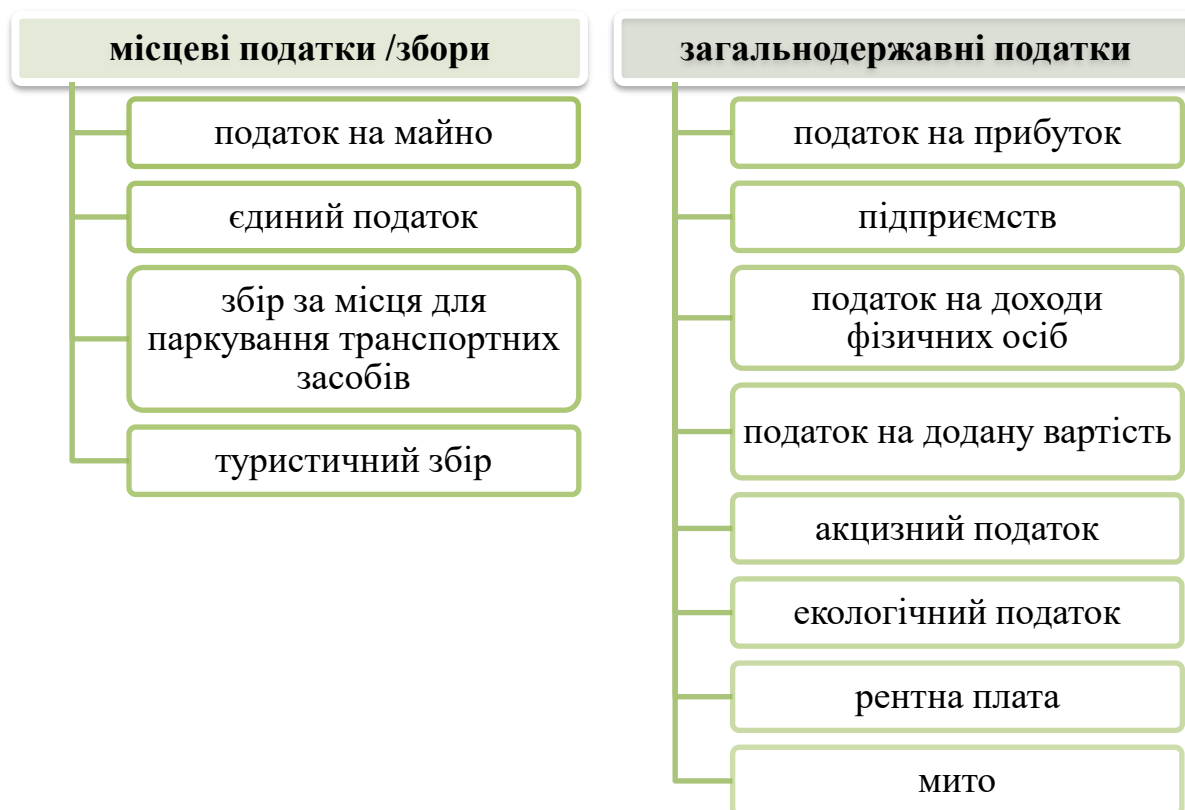 місцеві податки /збори
податок на майно
єдиний податок
збір за місця для
паркування транспортних
засобів
туристичний збір
загальнодержавні податки
податок на прибуток
підприємств
податок на доходи
фізичних осіб
податок на додану вартість
акцизний податок
екологічний податок
рентна плата
мито